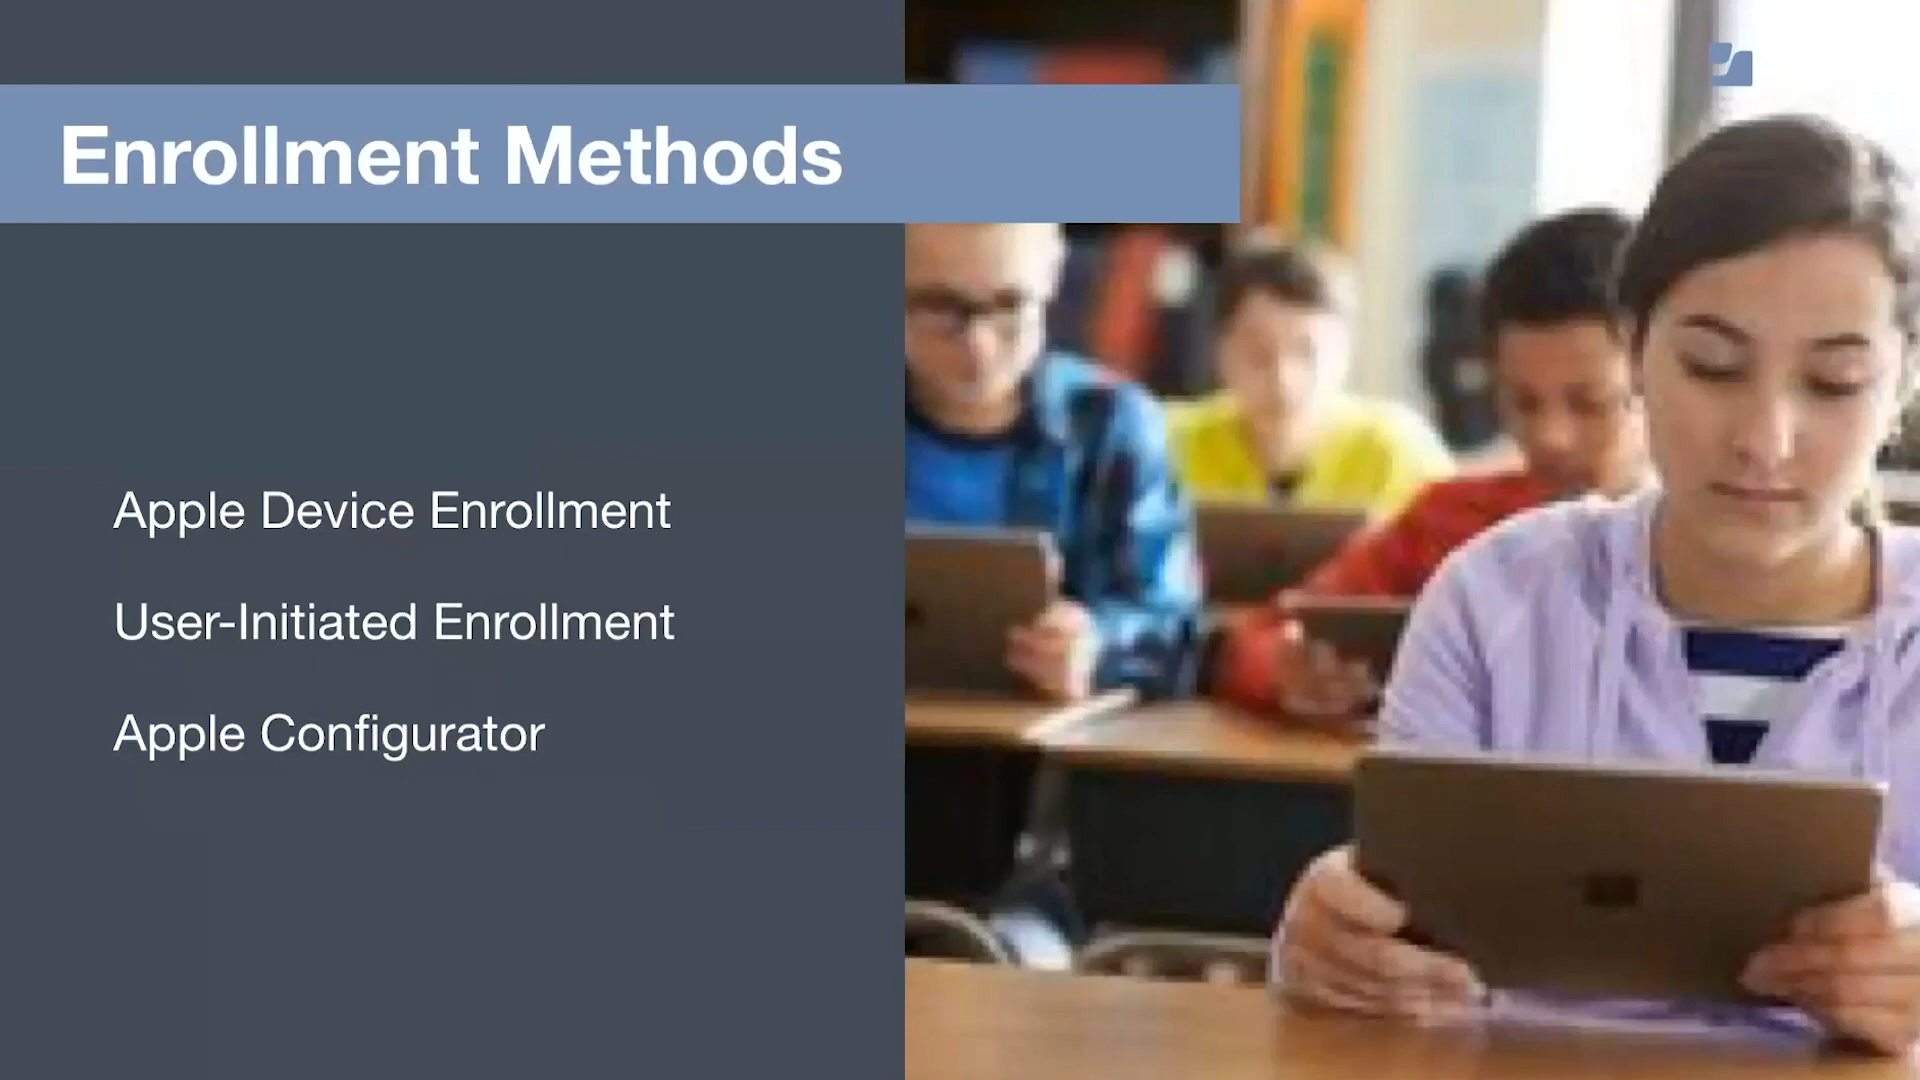 Enrollment Methods
Apple Device Enrollment
User-Initiated Enrollment
Apple Configurator